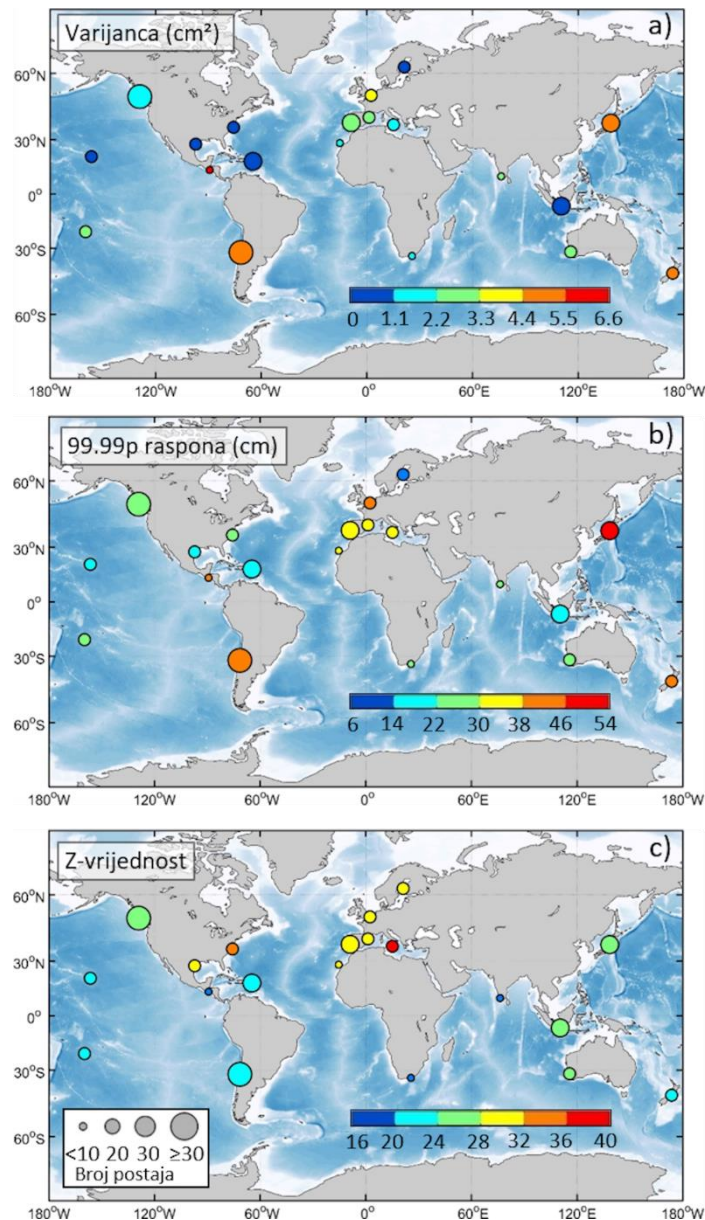 Varijanca (cm²)
a)
60°N
30°N
0°
30°S
60°S
0 1.1 2.2 3.3 4.4 5.5 6.6
180°W 120°W 60°W 0° 60°E 120°E 180°W
99.99p raspona (cm)
b)
60°N
30°N
0°
30°S
60°S
6 14 22 30 38 46 54
180°W 120°W 60°W 0° 60°E 120°E 180°W
Z-vrijednost
c)
60°N
30°N
0°
30°S
60°S
<10 20 30 ≥30
Broj postaja
16 20 24 28 32 36 40
180°W 120°W 60°W 0° 60°E 120°E 180°W